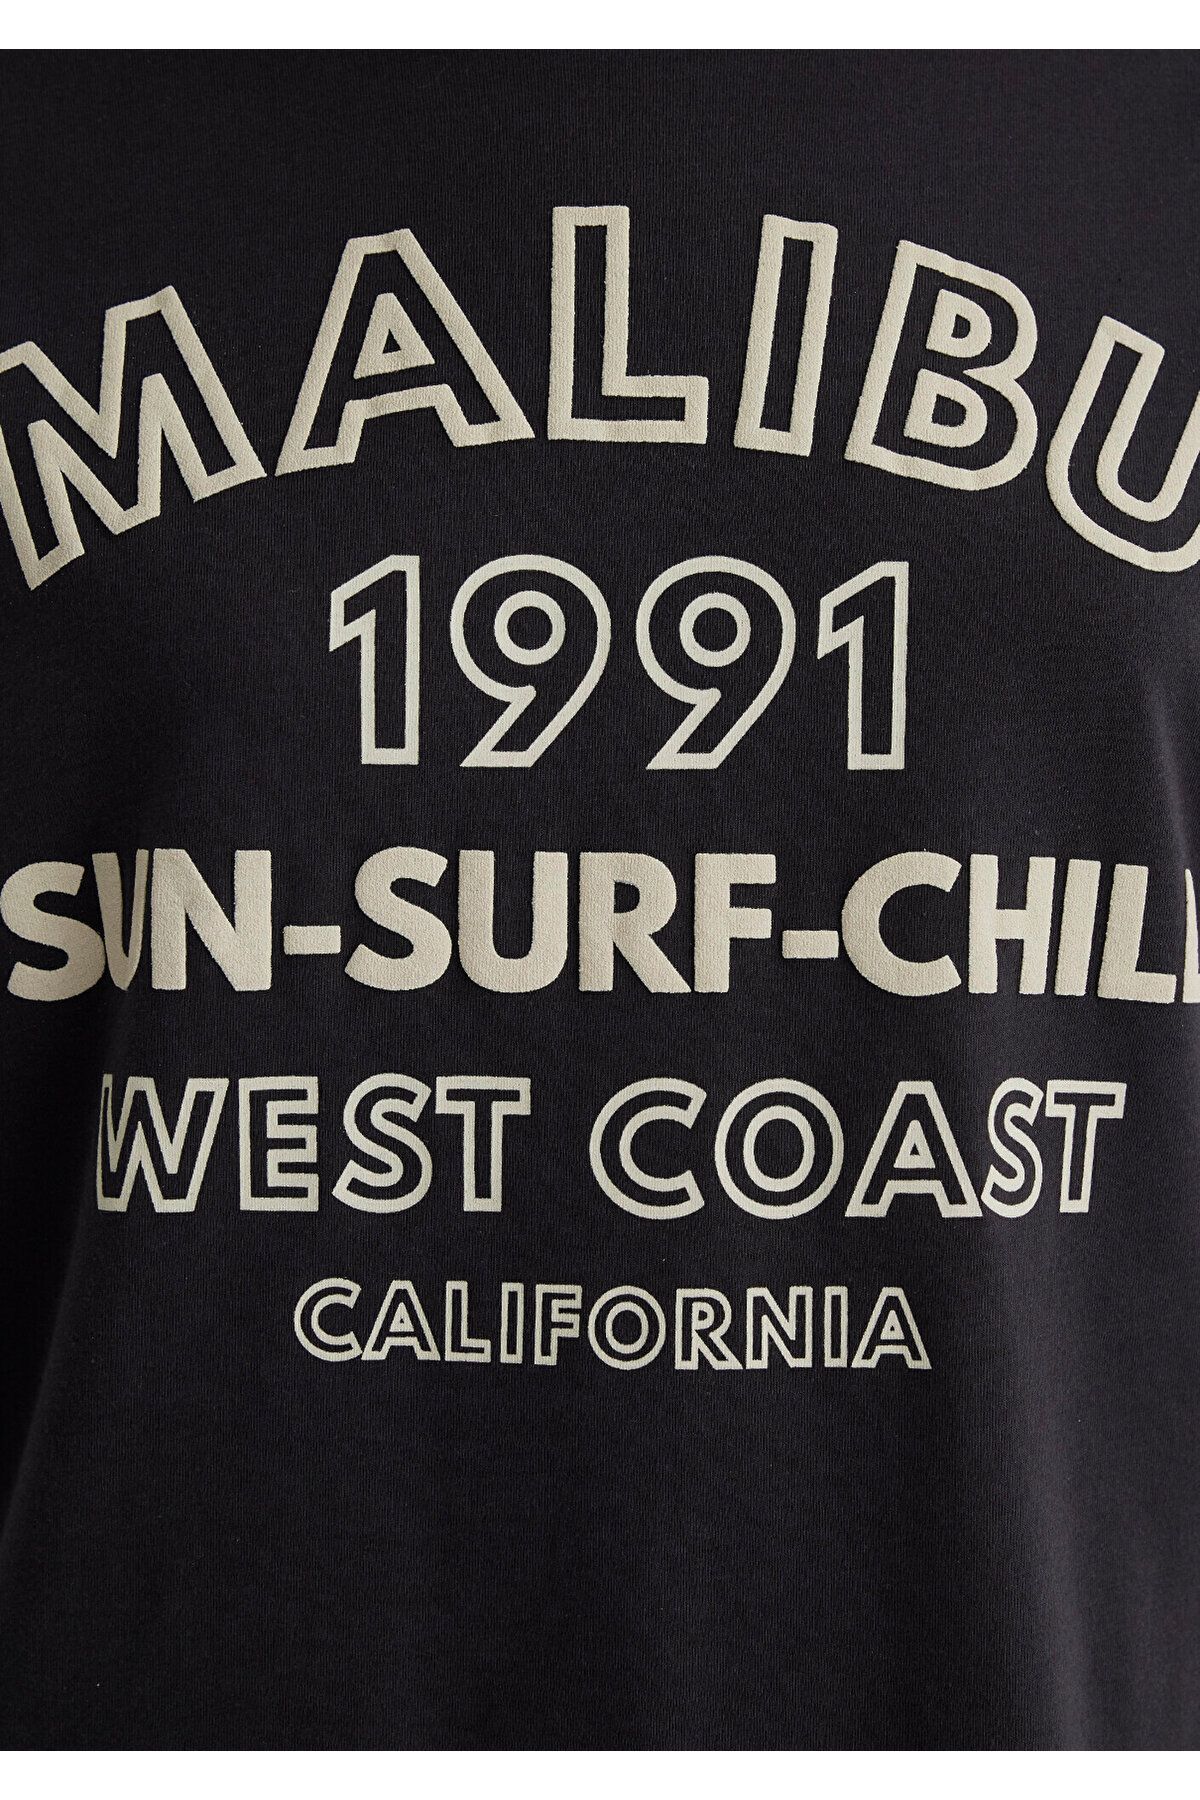 MALIBU
1991
SUN-SURF-CHILL
WEST COAST
CALIFORNIA